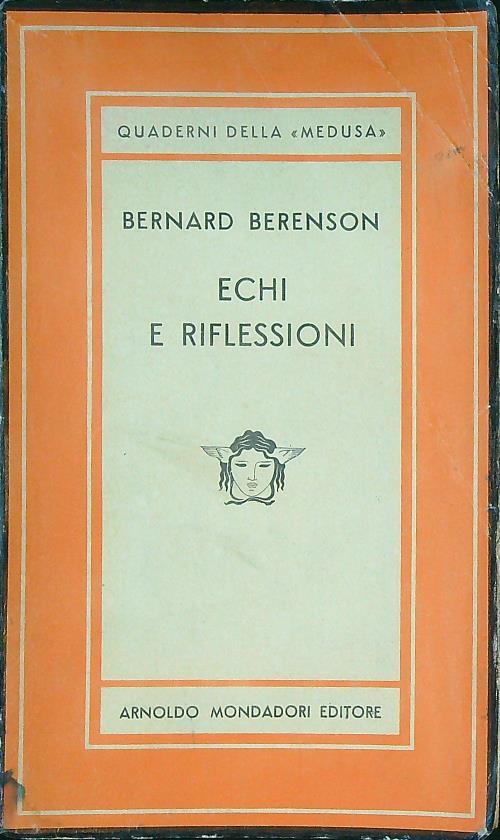 QUADERNI DELLA «MEDUSA»
BERNARD BERENSON
ECHI
E RIFLESSIONI
ARNOLDO MONDADORI EDITORE